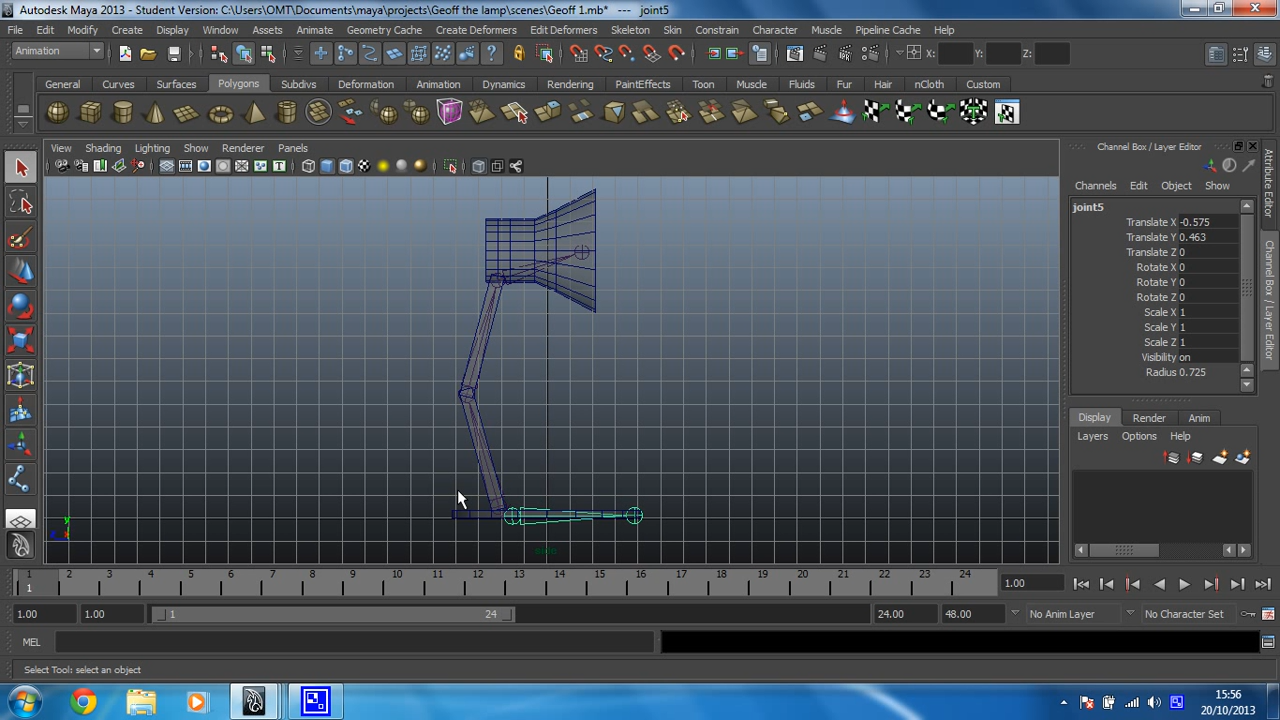 Autodesk Maya 2013 - Student Version: C:\Users\OMT\Documents\maya\projects\Geoff the lamp\scenes\Geoff 1.mb* --- joint5
File Edit Modify Create Display Window Assets Animate Geometry Cache Create Deformers Edit Deformers Skeleton Skin Constrain Character Muscle Pipeline Cache Help
Animation X: Y: Z:
General Curves Surfaces Polygons Subdivs Deformation Animation Dynamics Rendering PaintEffects Toon Muscle Fluids Fur Hair nCloth Custom
View Shading Lighting Show Renderer Panels
Channel Box / Layer Editor
Channels Edit Object Show
joint5
Translate X -0.575
Translate Y 0.463
Translate Z 0
Rotate X 0
Rotate Y 0
Rotate Z 0
Scale X 1
Scale Y 1
Scale Z 1
Visibility on
Radius 0.725
Display Render Anim
Layers Options Help
Attribute Editor
Channel Box / Layer Editor
y
side
1 2 3 4 5 6 7 8 9 10 11 12 13 14 15 16 17 18 19 20 21 22 23 24
1 1.00
1.00 1.00 1 24 24.00 48.00 No Anim Layer No Character Set
MEL
Select Tool: select an object
15:56
20/10/2013